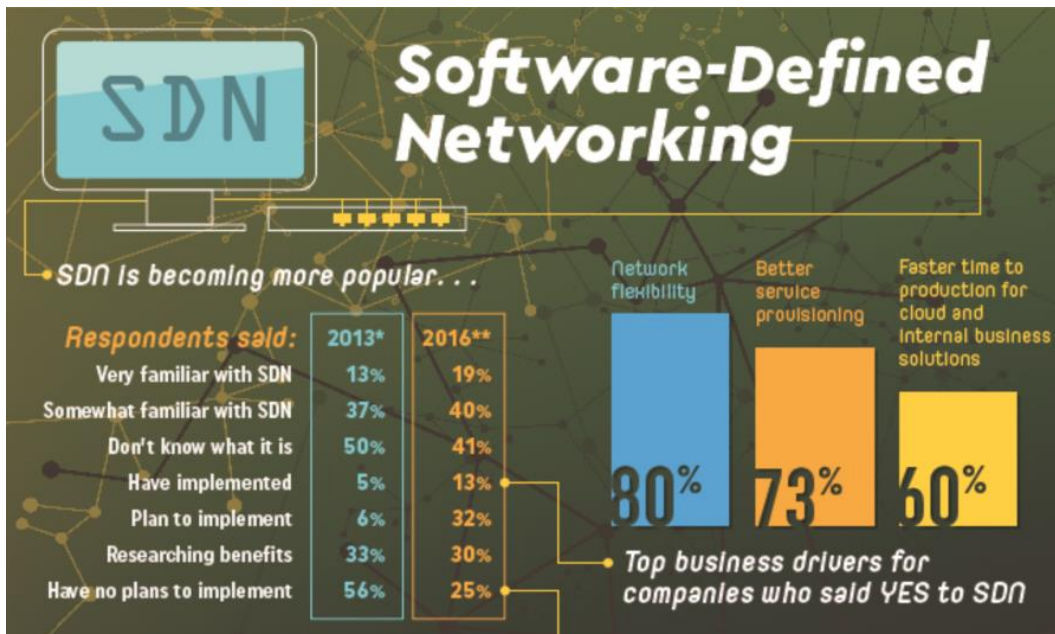 SDN
Software-Defined
Networking
SDN is becoming more popular...
Respondents said: 2013* 2016**
Very familiar with SDN 13% 19%
Somewhat familiar with SDN 37% 40%
Don't know what it is 50% 41%
Have implemented 5% 13%
Plan to implement 6% 32%
Researching benefits 33% 30%
Have no plans to implement 56% 25%
Network
flexibility
80%
Better
service
provisioning
73%
Faster time to
production for
cloud and
internal business
solutions
60%
Top business drivers for
companies who said YES to SDN